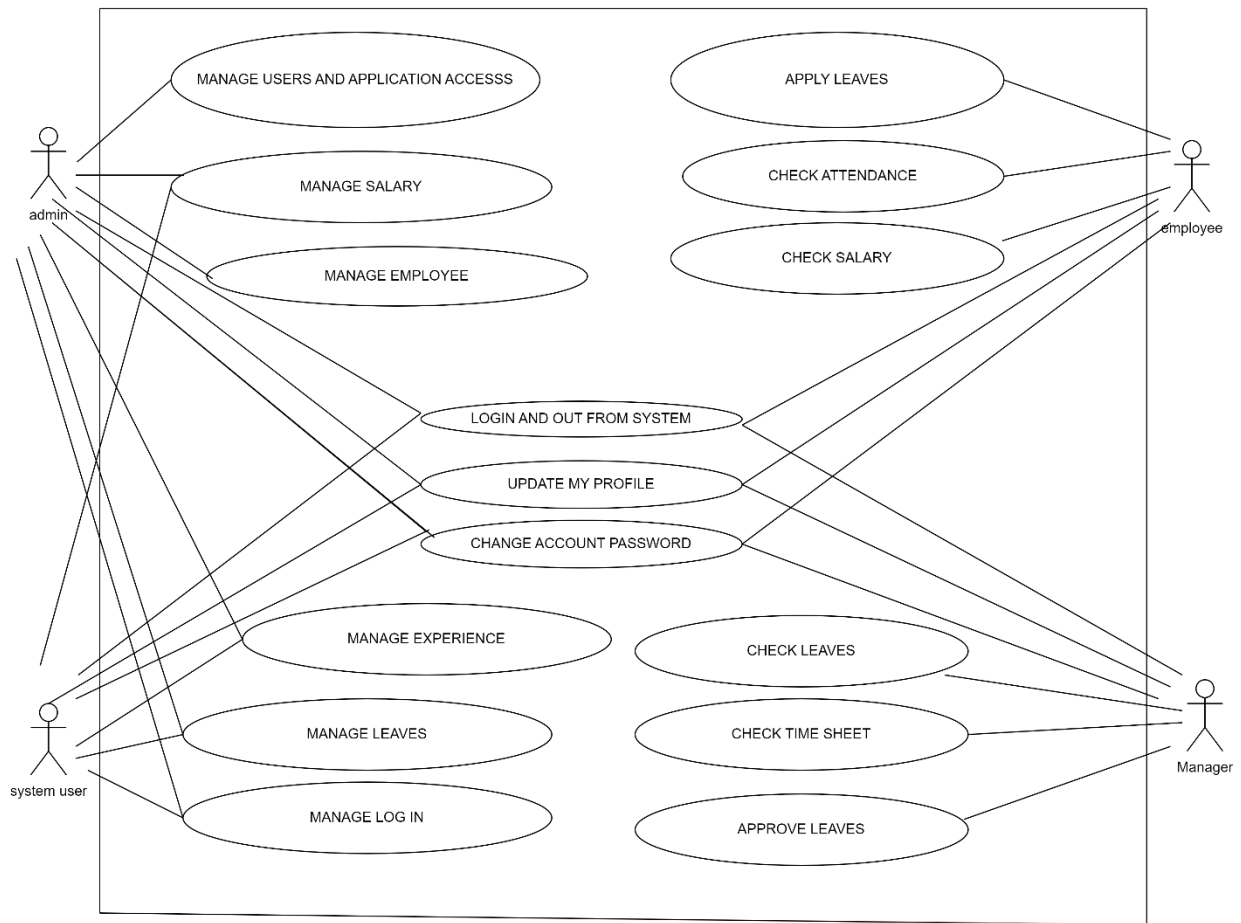 MANAGE USERS AND APPLICATION ACCESSS
APPLY LEAVES
admin
MANAGE SALARY
CHECK ATTENDANCE
employee
MANAGE EMPLOYEE
CHECK SALARY
LOGIN AND OUT FROM SYSTEM
UPDATE MY PROFILE
CHANGE ACCOUNT PASSWORD
MANAGE EXPERIENCE
CHECK LEAVES
MANAGE LEAVES
CHECK TIME SHEET
system user
Manager
MANAGE LOG IN
APPROVE LEAVES